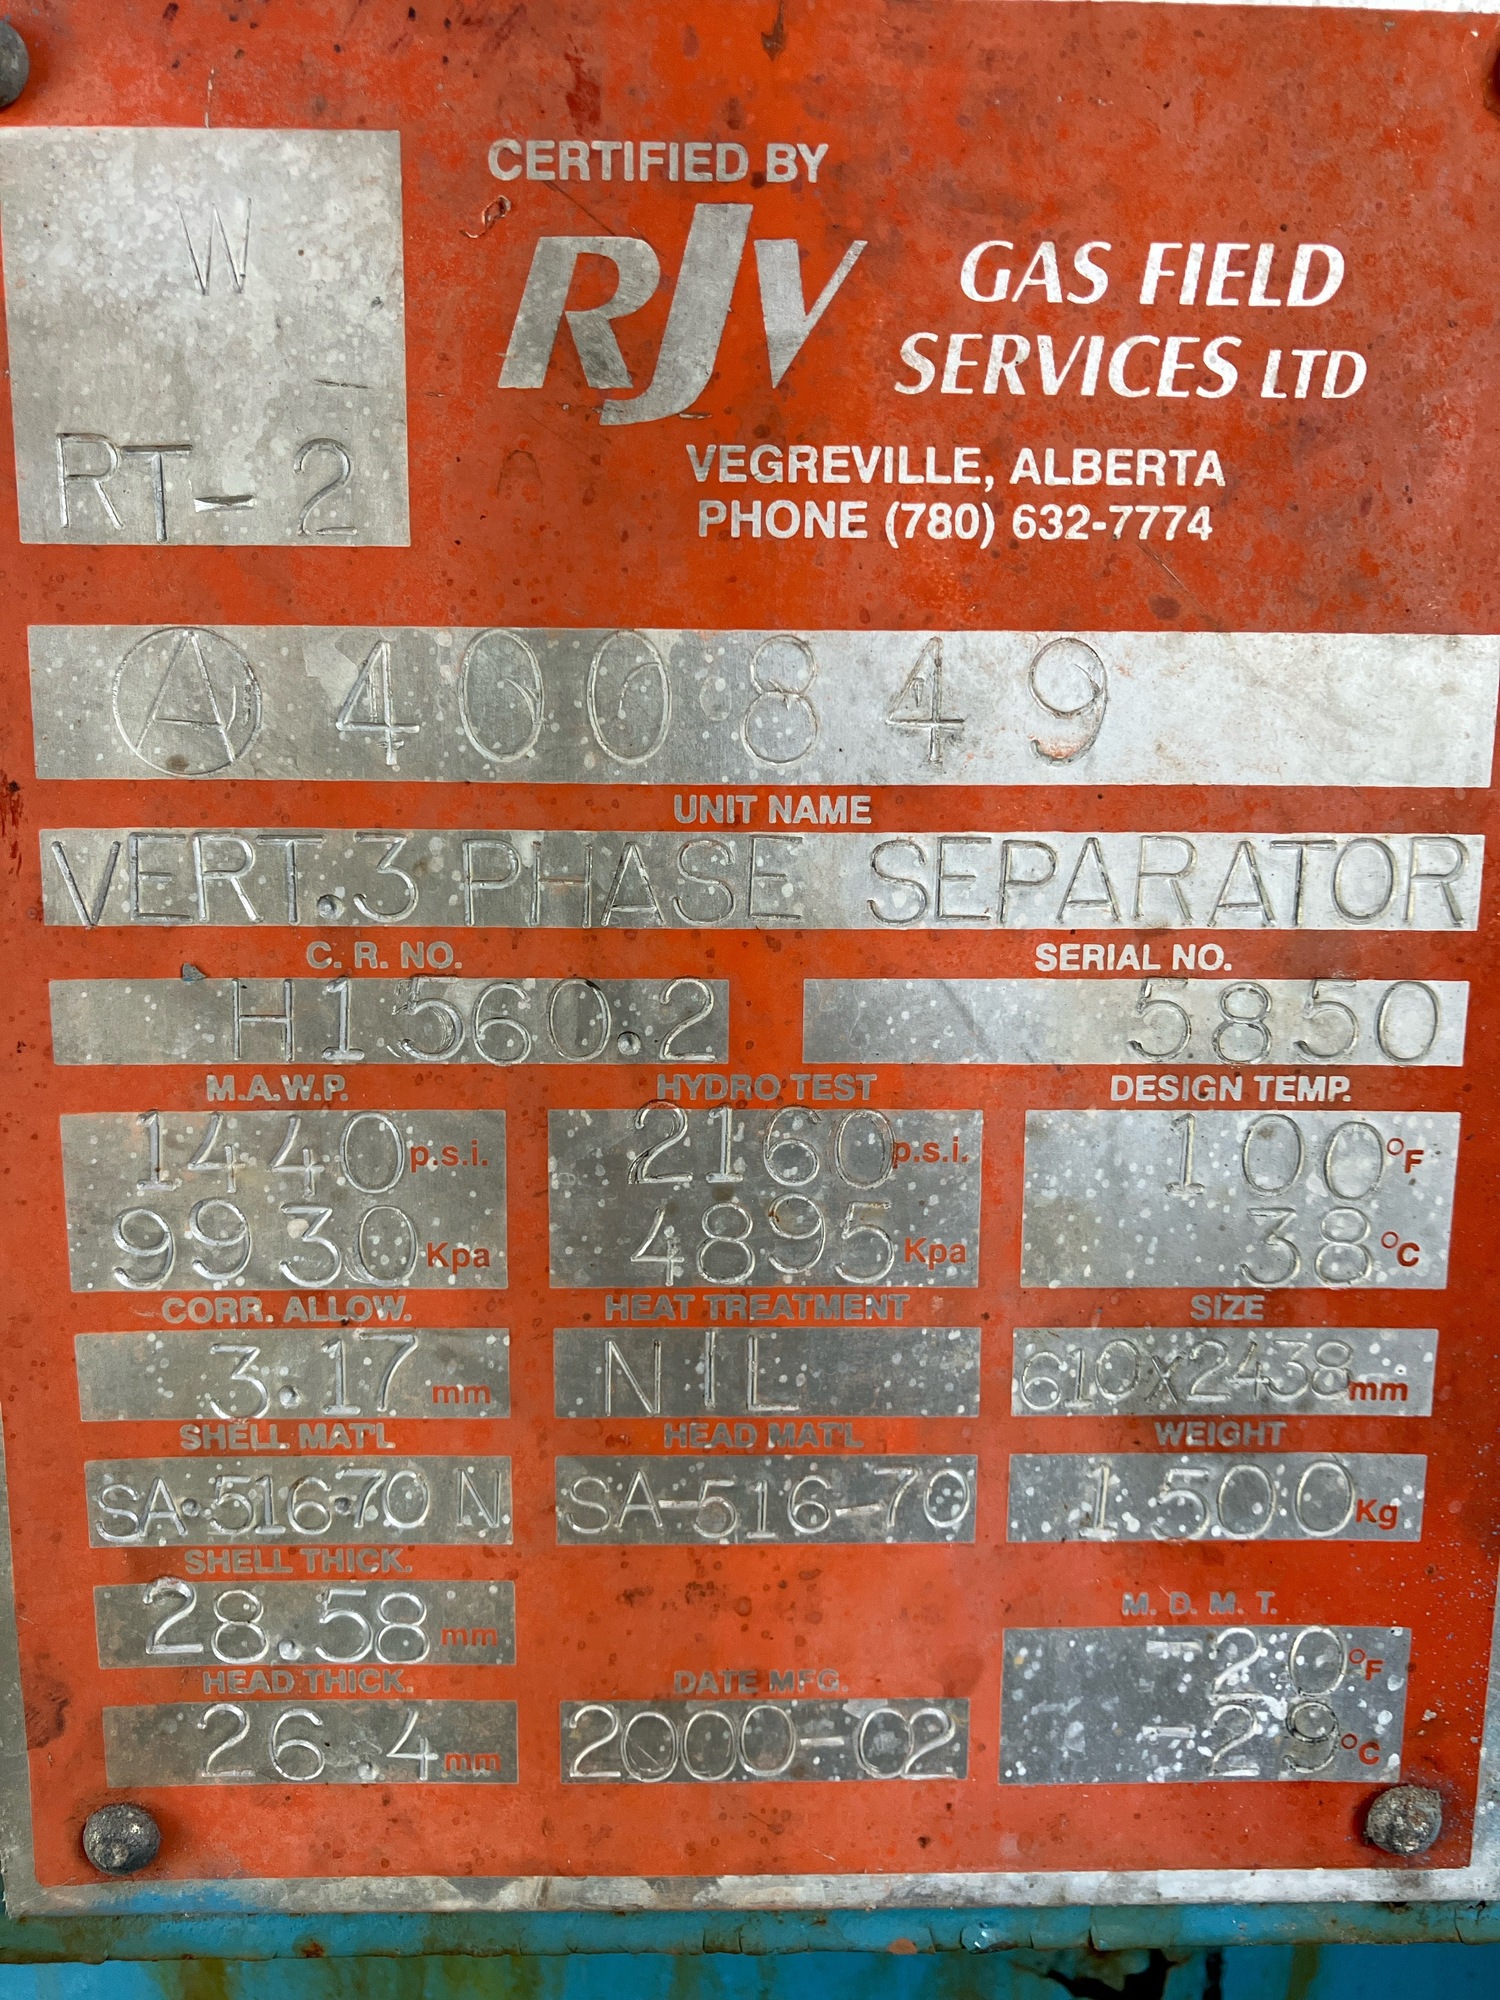 W
RT-2
CERTIFIED BY
RJV GAS FIELD
SERVICES LTD
VEGREVILLE, ALBERTA
PHONE (780) 632-7774
Ⓐ 400849
UNIT NAME
VERT.3 PHASE SEPARATOR
C. R. NO. SERIAL NO.
H1560.2 5850
M.A.W.P. HYDRO TEST DESIGN TEMP.
1440 p.s.i. 2160 p.s.i. 100 °F
9930 Kpa 4895 Kpa 38 °C
CORR. ALLOW. HEAT TREATMENT SIZE
3.17 mm NIL 610x2438 mm
SHELL MAT'L HEAD MAT'L WEIGHT
SA-516-70 N SA-516-70 1500 Kg
SHELL THICK. M. D. M. T.
28.58 mm -20 °F
HEAD THICK. DATE MFG.
26.4 mm 2000-02 -29 °C